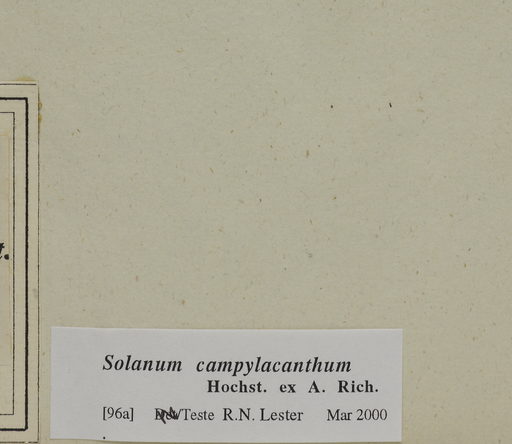 t.
Solanum campylacanthum
Hochst. ex A. Rich.
[96a] Teste R.N. Lester Mar 2000